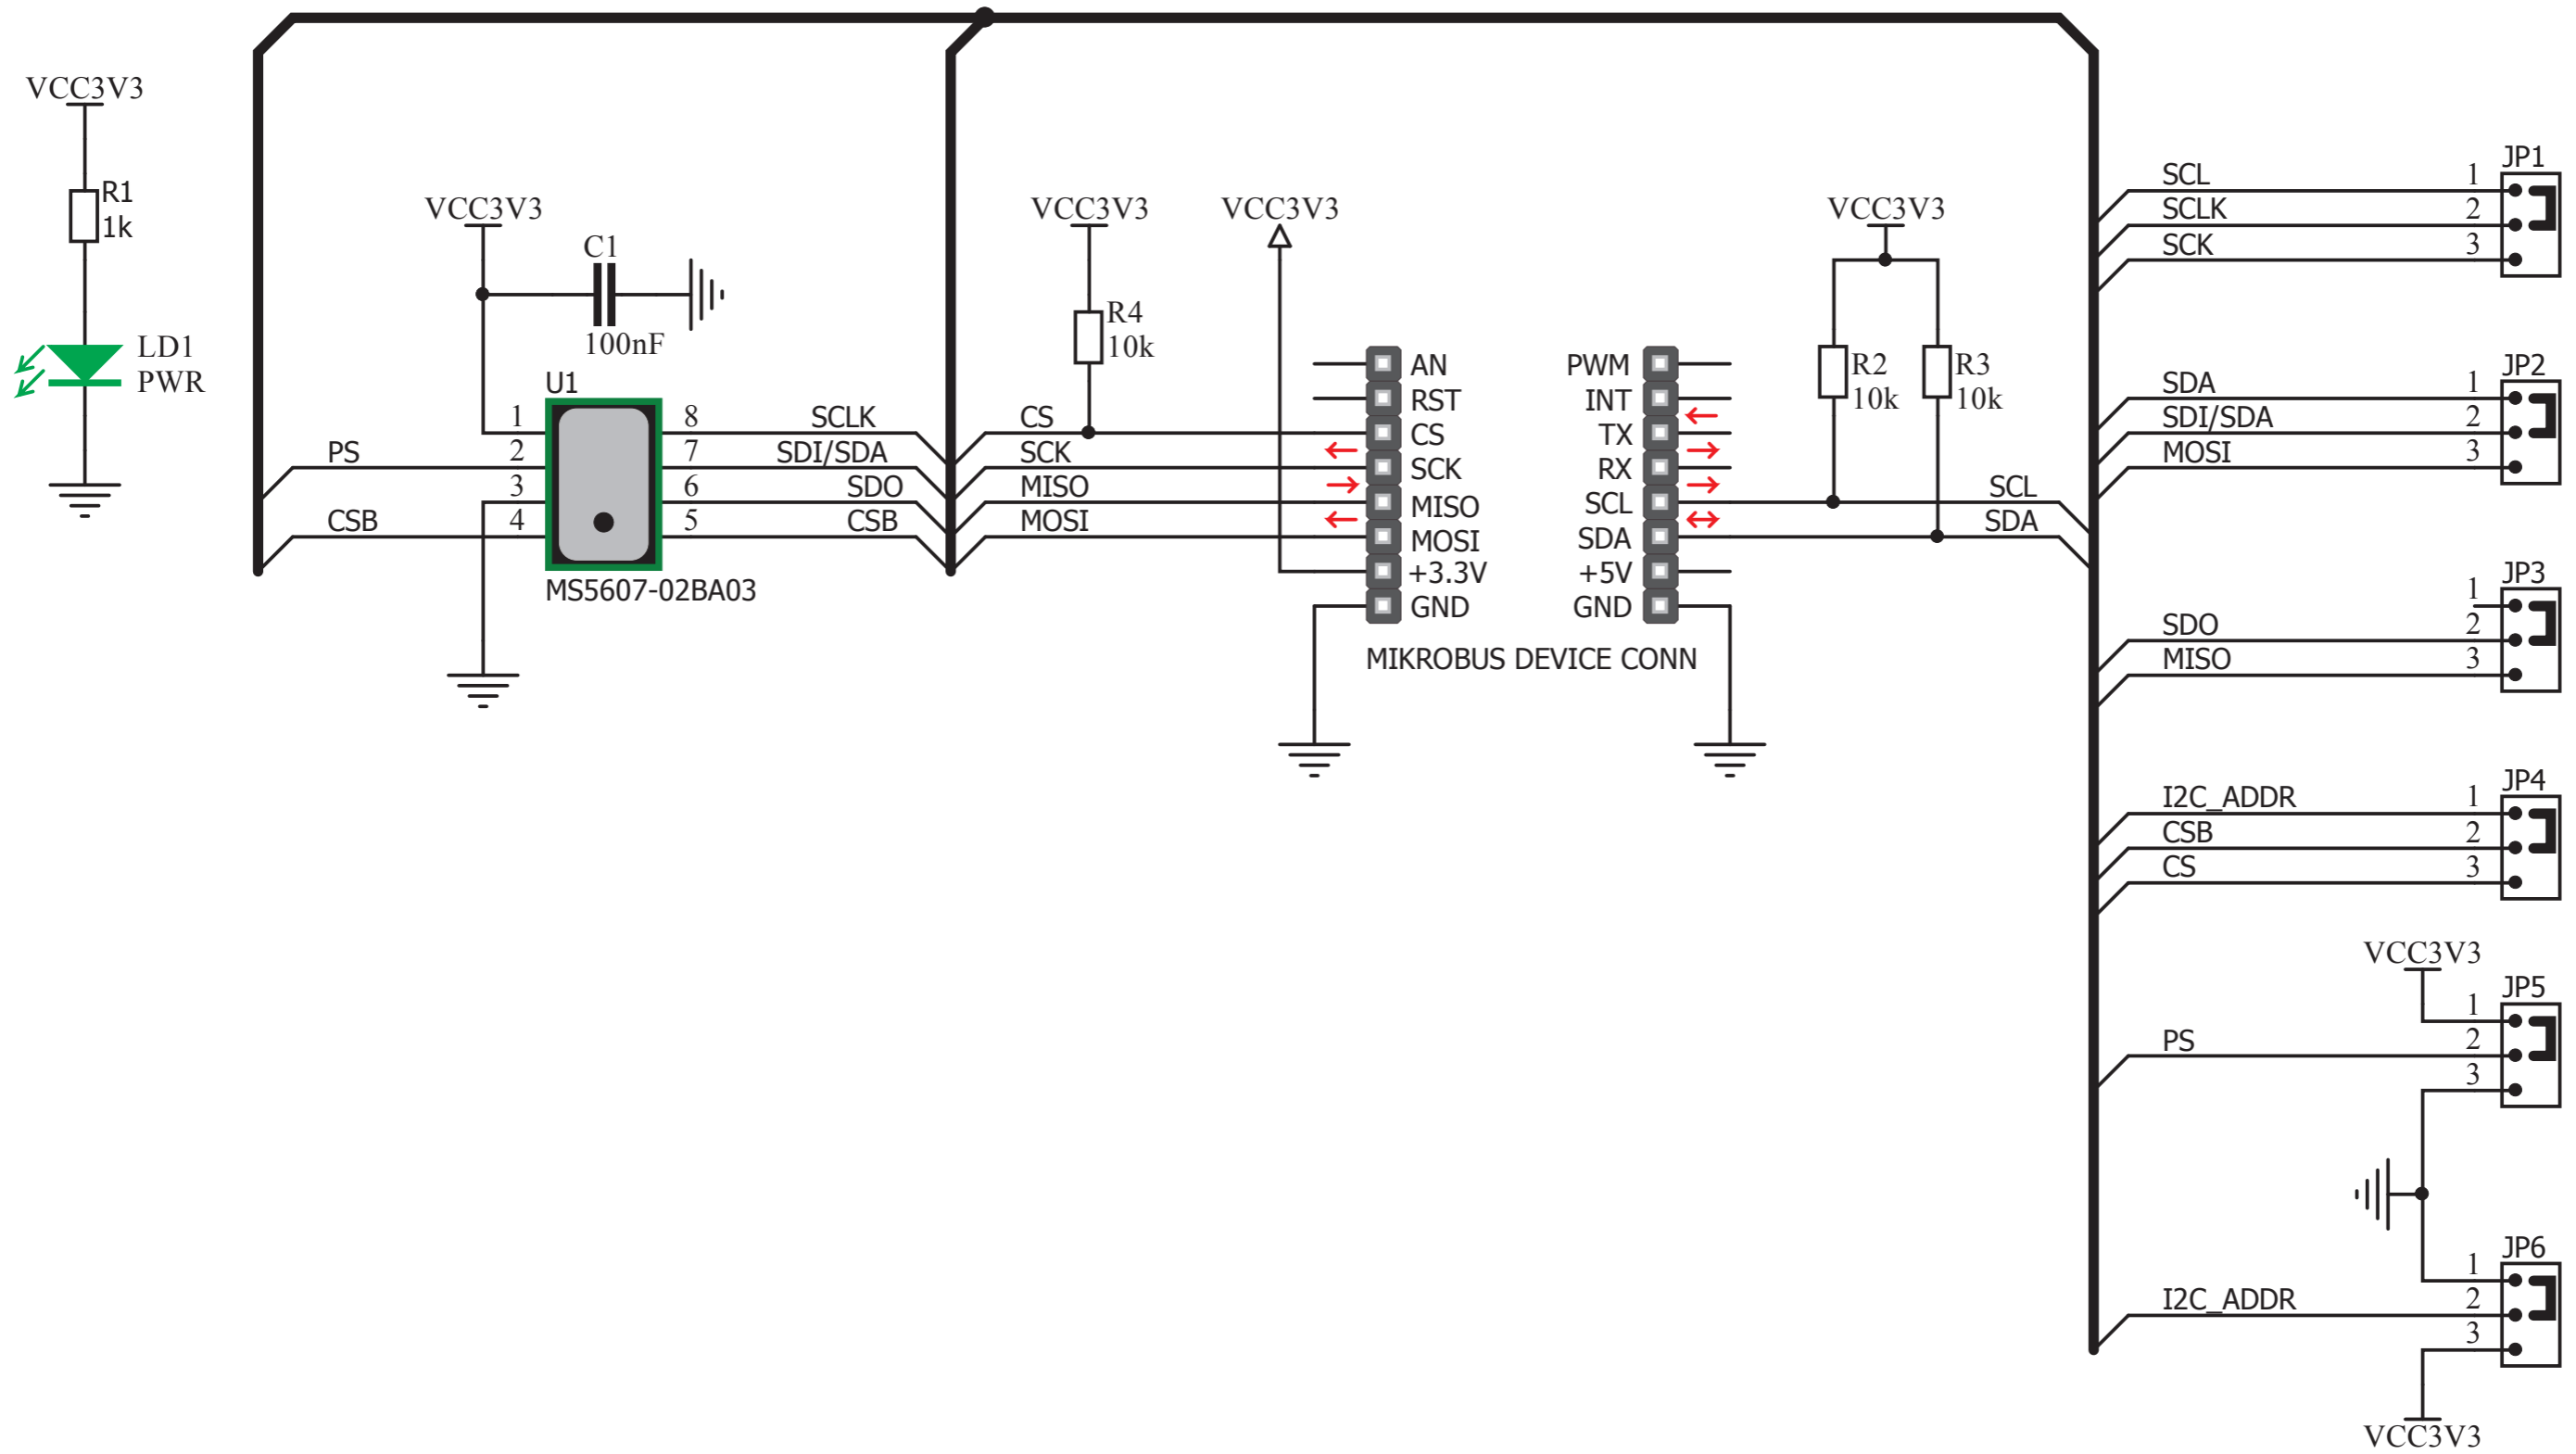 VCC3V3
R1
1k
LD1
PWR
VCC3V3
C1
100nF
U1
1
2
3
4
8
7
6
5
PS
CSB
SCLK
SDI/SDA
SDO
CSB
MS5607-02BA03
VCC3V3
R4
10k
VCC3V3
CS
SCK
MISO
MOSI
AN
RST
CS
SCK
MISO
MOSI
+3.3V
GND
PWM
INT
TX
RX
SCL
SDA
+5V
GND
MIKROBUS DEVICE CONN
VCC3V3
R2
10k
R3
10k
SCL
SDA
JP1
SCL 1
SCLK 2
SCK 3
JP2
SDA 1
SDI/SDA 2
MOSI 3
JP3
1
SDO 2
MISO 3
JP4
I2C_ADDR 1
CSB 2
CS 3
VCC3V3
JP5
1
PS 2
3
JP6
1
I2C_ADDR 2
3
VCC3V3